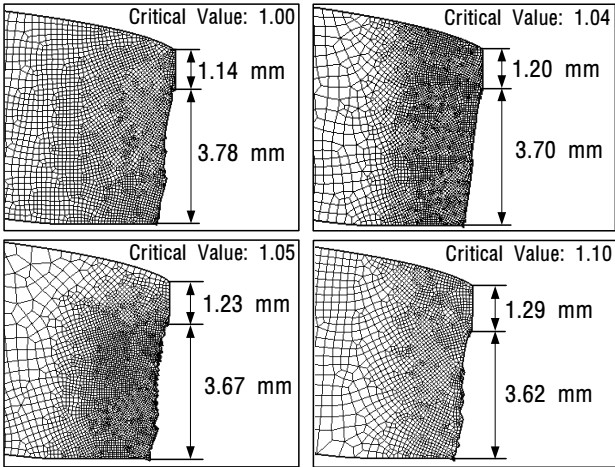 Critical Value: 1.00
1.14 mm
3.78 mm
Critical Value: 1.04
1.20 mm
3.70 mm
Critical Value: 1.05
1.23 mm
3.67 mm
Critical Value: 1.10
1.29 mm
3.62 mm